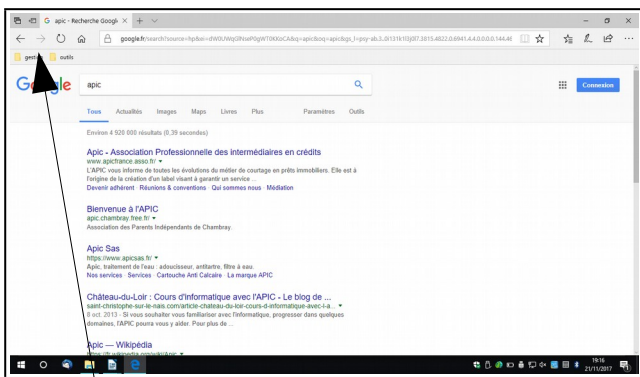 apic - Recherche Google
google.fr/search?source=hp&ei=
gestion outils
Google apic Connexion
Tous Actualités Images Maps Livres Plus Paramètres Outils
Environ 4 920 000 résultats (0,39 secondes)
Apic - Association Professionnelle des intermédiaires en crédits
www.apicfrance.asso.fr/
L'APIC vous informe de toutes les évolutions du métier de courtage en prêts immobiliers. Elle est à
l'origine de la création d'un label visant à garantir un service ...
Devenir adhérent · Réunions & conventions · Qui sommes nous · Médiation
Bienvenue à l'APIC
apic.chambray.free.fr/
Association des Parents Indépendants de Chambray.
Apic Sas
https://www.apicsas.fr/
Apic, traitement de l'eau : adoucisseur, antitartre, filtre à eau.
Nos services · Services · Cartouche Anti Calcaire · La marque APIC
Château-du-Loir : Cours d'informatique avec l'APIC - Le blog de ...
saint-christophe-sur-le-nais.com/article-chateau-du-loir-cours-d-informatique-avec-l-a...
8 oct. 2013 - Si vous souhaiter vous familiariser avec l'informatique, progresser dans quelques
domaines, l'APIC pourra vous y aider. Pour plus de ...
Apic — Wikipédia
https://fr.wikipedia.org/wiki/Apic
19:16
21/11/2017